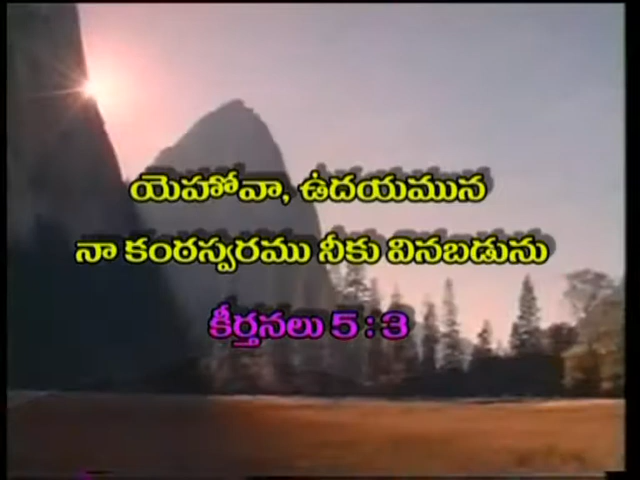 యెహోవా, ఉదయమున
నా కంఠస్వరము నీకు వినబడును
కీర్తనలు 5 : 3